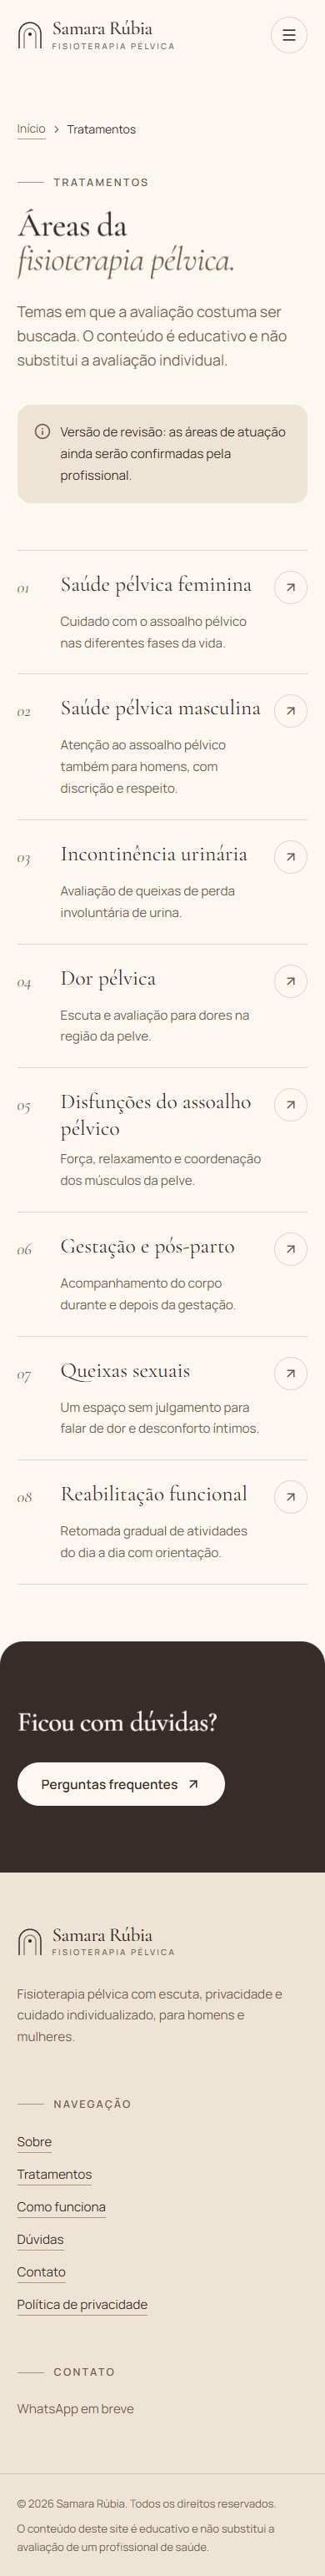 Samara Rúbia
FISIOTERAPIA PÉLVICA
Início > Tratamentos
TRATAMENTOS
Áreas da
fisioterapia pélvica.
Temas em que a avaliação costuma ser
buscada. O conteúdo é educativo e não
substitui a avaliação individual.
Versão de revisão: as áreas de atuação
ainda serão confirmadas pela
profissional.
01
Saúde pélvica feminina
Cuidado com o assoalho pélvico
nas diferentes fases da vida.
02
Saúde pélvica masculina
Atenção ao assoalho pélvico
também para homens, com
discrição e respeito.
03
Incontinência urinária
Avaliação de queixas de perda
involuntária de urina.
04
Dor pélvica
Escuta e avaliação para dores na
região da pelve.
05
Disfunções do assoalho
pélvico
Força, relaxamento e coordenação
dos músculos da pelve.
06
Gestação e pós-parto
Acompanhamento do corpo
durante e depois da gestação.
07
Queixas sexuais
Um espaço sem julgamento para
falar de dor e desconforto íntimos.
08
Reabilitação funcional
Retomada gradual de atividades
do dia a dia com orientação.
Ficou com dúvidas?
Perguntas frequentes
Samara Rúbia
FISIOTERAPIA PÉLVICA
Fisioterapia pélvica com escuta, privacidade e
cuidado individualizado, para homens e
mulheres.
NAVEGAÇÃO
Sobre
Tratamentos
Como funciona
Dúvidas
Contato
Política de privacidade
CONTATO
WhatsApp em breve
© 2026 Samara Rúbia. Todos os direitos reservados.
O conteúdo deste site é educativo e não substitui a
avaliação de um profissional de saúde.